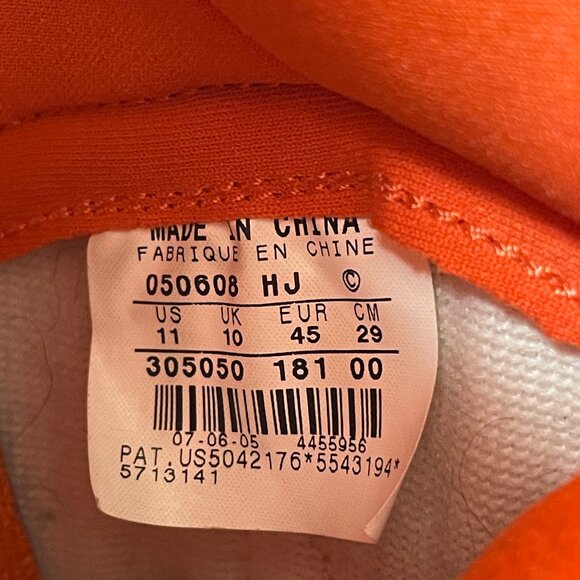 MADE IN CHINA
FABRIQUE EN CHINE
050608 HJ ©
US UK EUR CM
11 10 45 29
305050 181 00
07-06-05 4455956
PAT.US5042176*5543194*
5713141